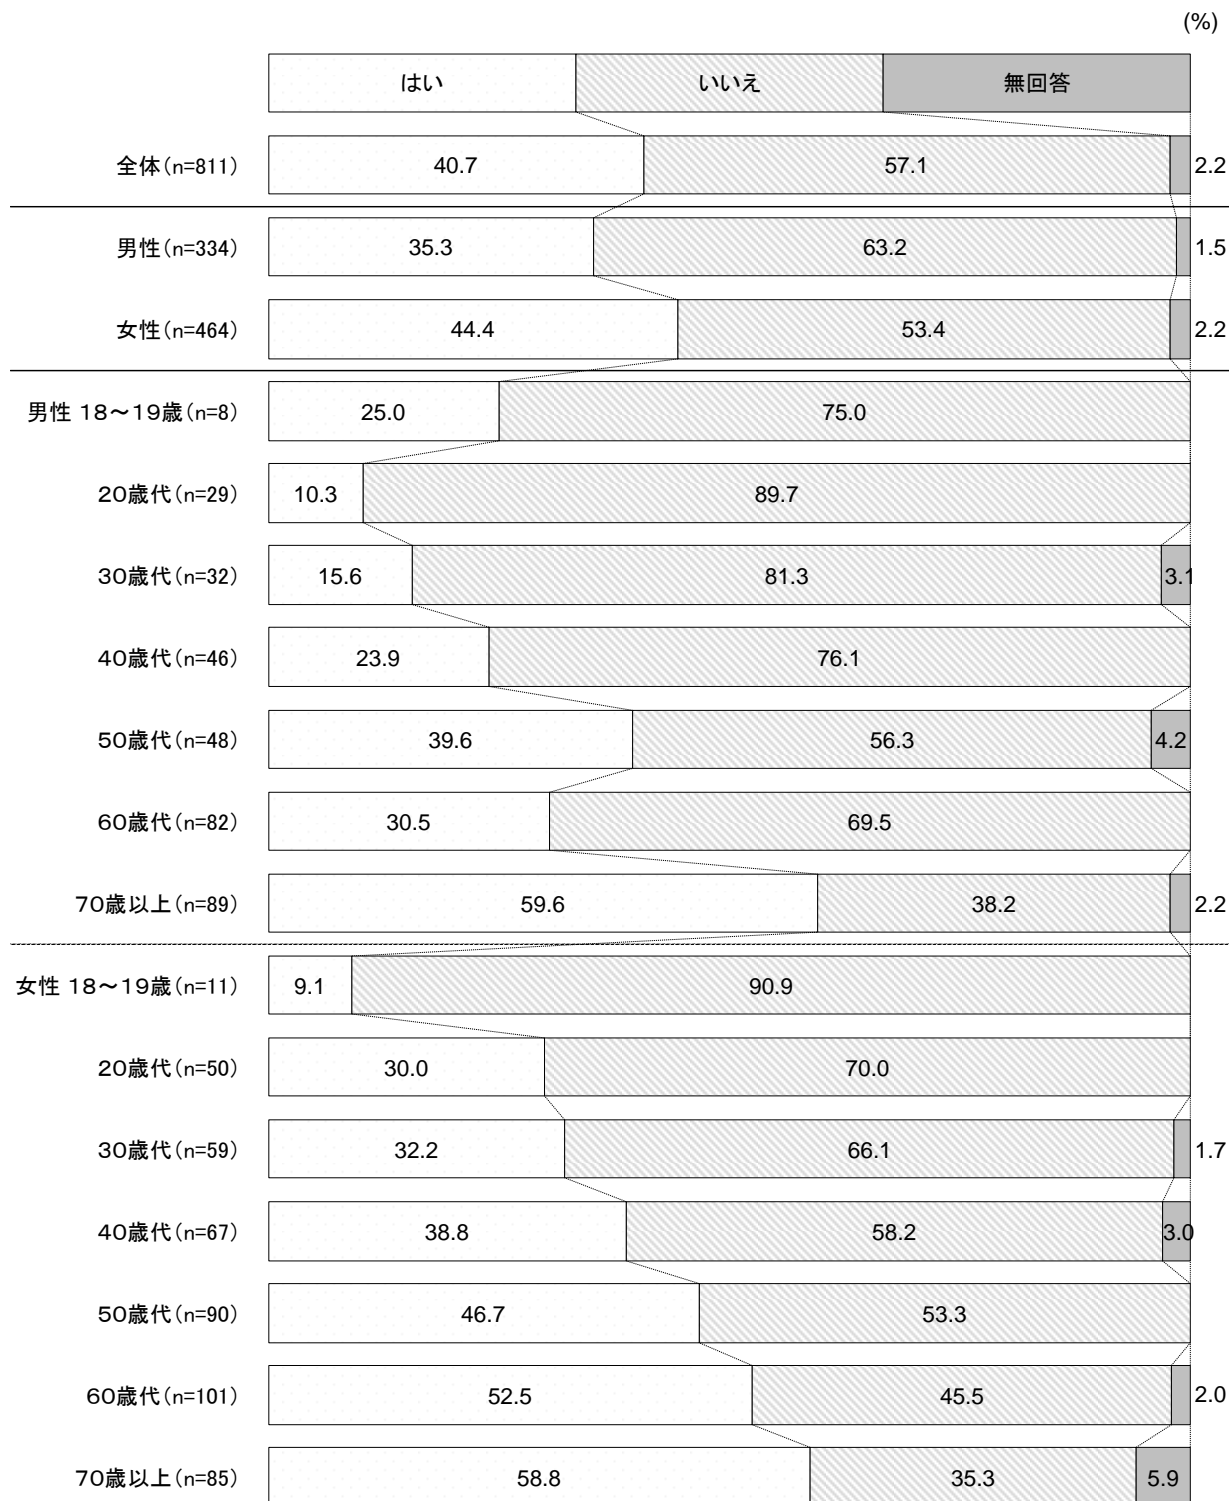 (%)
はい いいえ 無回答
全体(n=811) 40.7 57.1 2.2
男性(n=334) 35.3 63.2 1.5
女性(n=464) 44.4 53.4 2.2
男性 18～19歳(n=8) 25.0 75.0
20歳代(n=29) 10.3 89.7
30歳代(n=32) 15.6 81.3 3.1
40歳代(n=46) 23.9 76.1
50歳代(n=48) 39.6 56.3 4.2
60歳代(n=82) 30.5 69.5
70歳以上(n=89) 59.6 38.2 2.2
女性 18～19歳(n=11) 9.1 90.9
20歳代(n=50) 30.0 70.0
30歳代(n=59) 32.2 66.1 1.7
40歳代(n=67) 38.8 58.2 3.0
50歳代(n=90) 46.7 53.3
60歳代(n=101) 52.5 45.5 2.0
70歳以上(n=85) 58.8 35.3 5.9